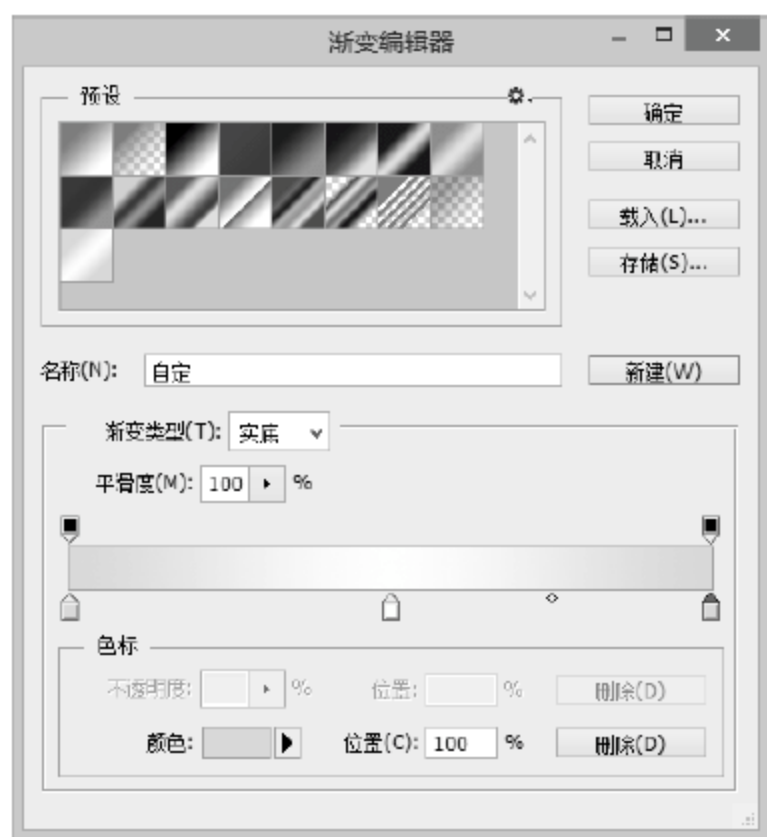 渐变编辑器
预设
确定
取消
载入(L)...
存储(S)...
名称(N): 自定 新建(W)
渐变类型(T): 实底
平滑度(M): 100 %
色标
不透明度: % 位置: % 删除(D)
颜色: 位置(C): 100 % 删除(D)